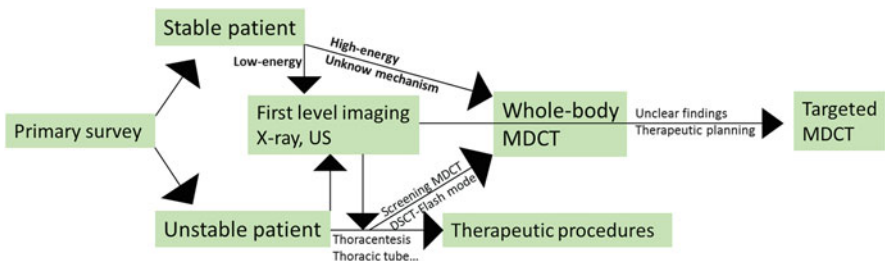 Stable patient
High-energy
Unknow mechanism
Low-energy
First level imaging
X-ray, US
Whole-body
MDCT
Unclear findings
Therapeutic planning
Targeted
MDCT
Primary survey
Screening MDCT
DSCT-Flash mode
Unstable patient
Thoracentesis
Thoracic tube...
Therapeutic procedures